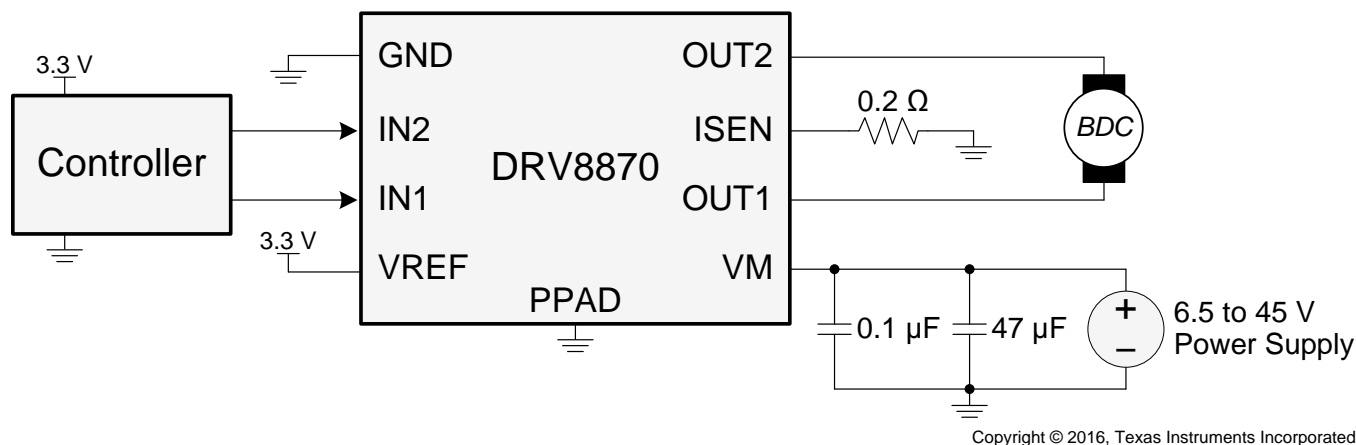 3.3 V
Controller
3.3 V
GND
IN2
IN1
VREF
DRV8870
PPAD
OUT2
ISEN
OUT1
VM
0.2 Ω
BDC
0.1 µF
47 µF
+
–
6.5 to 45 V
Power Supply
Copyright © 2016, Texas Instruments Incorporated